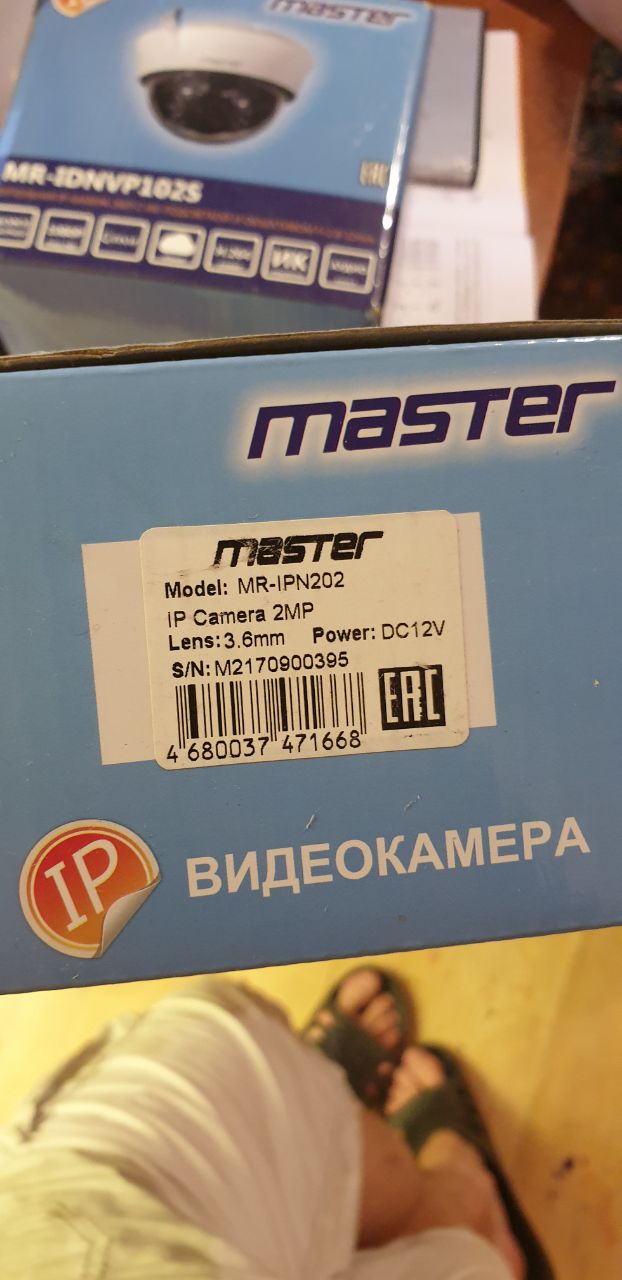 master
MR-IDNVP102S
ИК
master
master
Model: MR-IPN202
IP Camera 2MP
Lens:3.6mm Power: DC12V
S/N: M2170900395
EAC
4 680037 471668
IP
ВИДЕОКАМЕРА